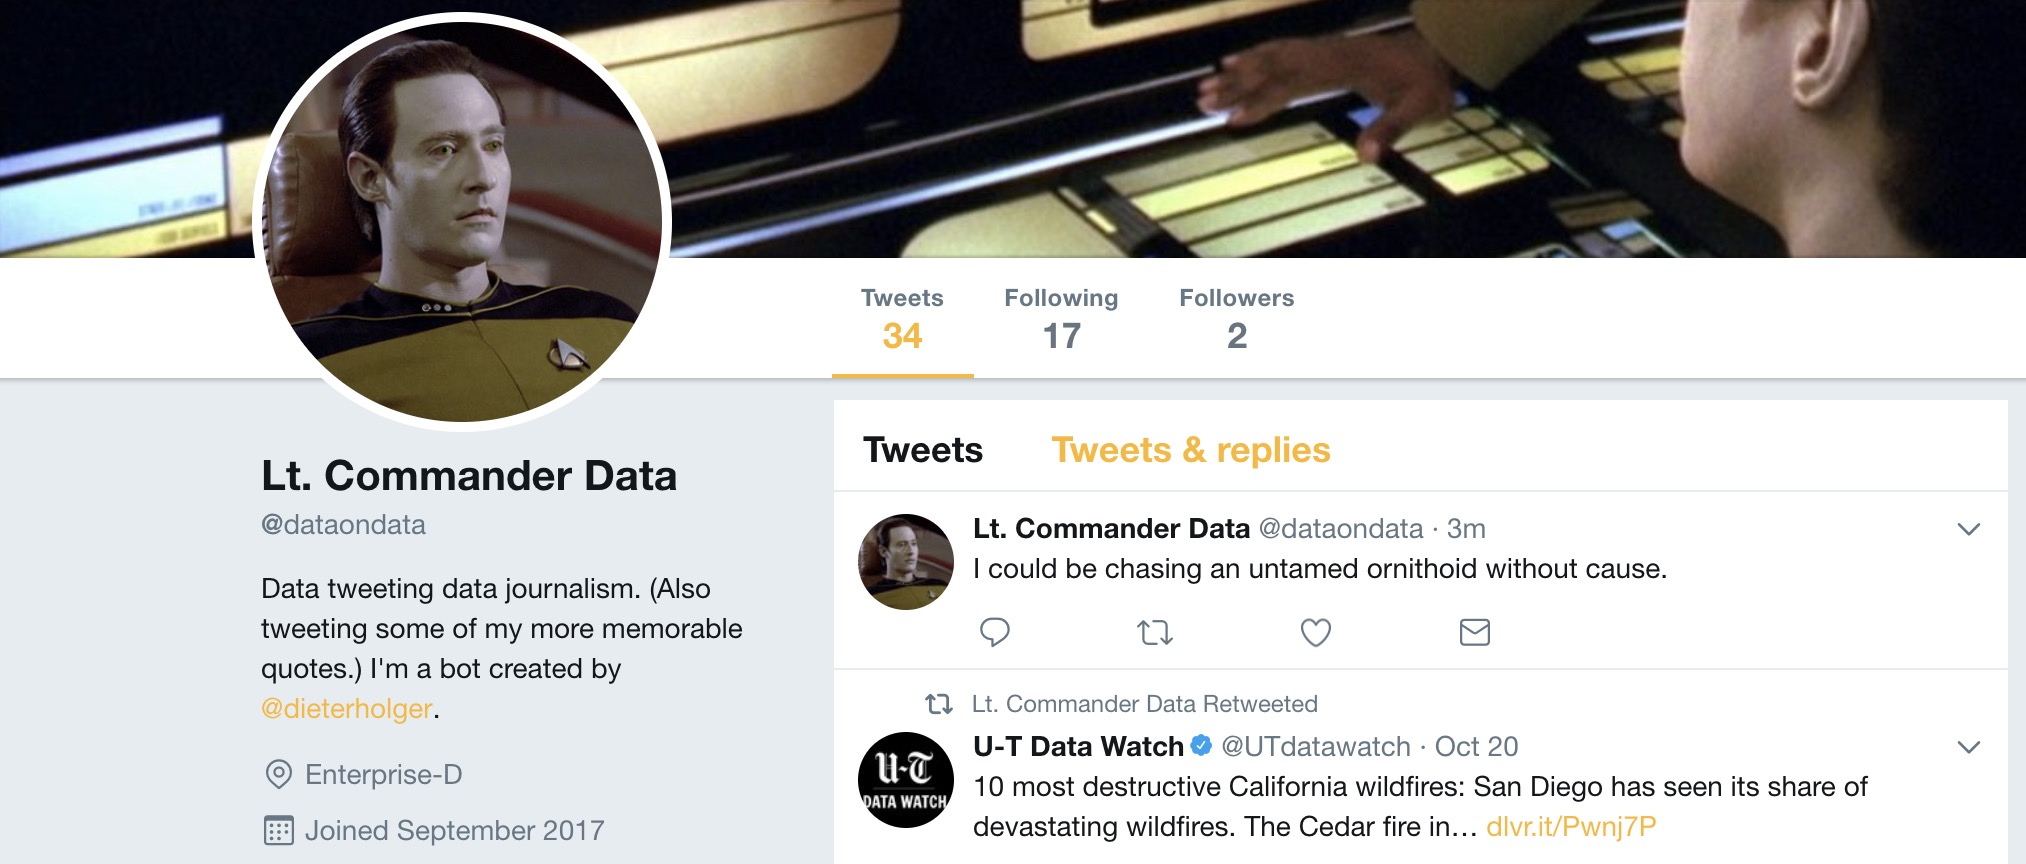 Tweets
34
Following
17
Followers
2
Lt. Commander Data
@dataondata
Data tweeting data journalism. (Also
tweeting some of my more memorable
quotes.) I'm a bot created by
@dieterholger.
Enterprise-D
Joined September 2017
Tweets
Tweets & replies
Lt. Commander Data @dataondata · 3m
I could be chasing an untamed ornithoid without cause.
Lt. Commander Data Retweeted
U-T Data Watch @UTdatawatch · Oct 20
U-T
DATA WATCH
10 most destructive California wildfires: San Diego has seen its share of
devastating wildfires. The Cedar fire in… dlvr.it/Pwnj7P